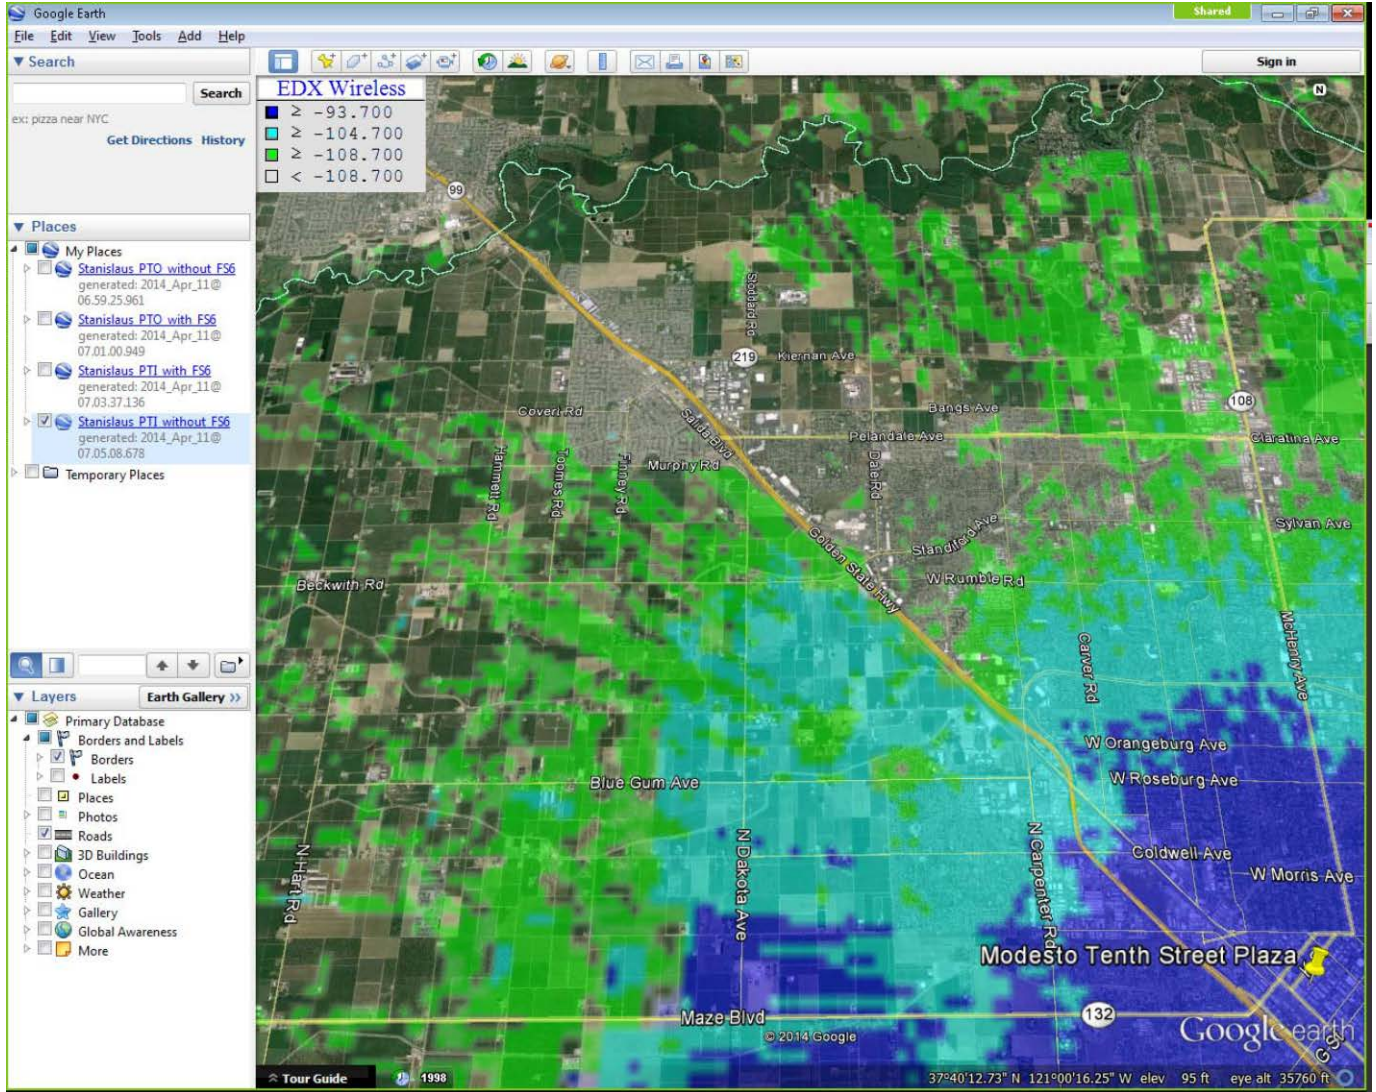 Google Earth
Shared
File Edit View Tools Add Help
Search
Sign in
Search
ex: pizza near NYC
Get Directions History
Places
My Places
Stanislaus PTO without FS6
generated: 2014_Apr_11@
06.59.25.961
Stanislaus PTO with FS6
generated: 2014_Apr_11@
07.01.00.949
Stanislaus PTI with FS6
generated: 2014_Apr_11@
07.03.37.136
Stanislaus PTI without FS6
generated: 2014_Apr_11@
07.05.08.678
Temporary Places
Layers
Earth Gallery »
Primary Database
Borders and Labels
Borders
Labels
Places
Photos
Roads
3D Buildings
Ocean
Weather
Gallery
Global Awareness
More
EDX Wireless
≥ -93.700
≥ -104.700
≥ -108.700
< -108.700
N
99
Stoddard Rd
219
Kiernan Ave
108
Covert Rd
Salida Blvd
Bangs Ave
Pelandale Ave
Claratina Ave
Hammett Rd
Toomes Rd
Finney Rd
Murphy Rd
Dale Rd
Golden State Hwy
Standiford Ave
Sylvan Ave
Beckwith Rd
W Rumble Rd
McHenry Ave
Carver Rd
W Orangeburg Ave
Blue Gum Ave
W Roseburg Ave
N Hart Rd
N Dakota Ave
N Carpenter Rd
Coldwell Ave
W Morris Ave
Modesto Tenth Street Plaza
Maze Blvd
132
© 2014 Google
Google earth
G St
Tour Guide
1998
37°40'12.73" N 121°00'16.25" W elev 95 ft eye alt 35760 ft